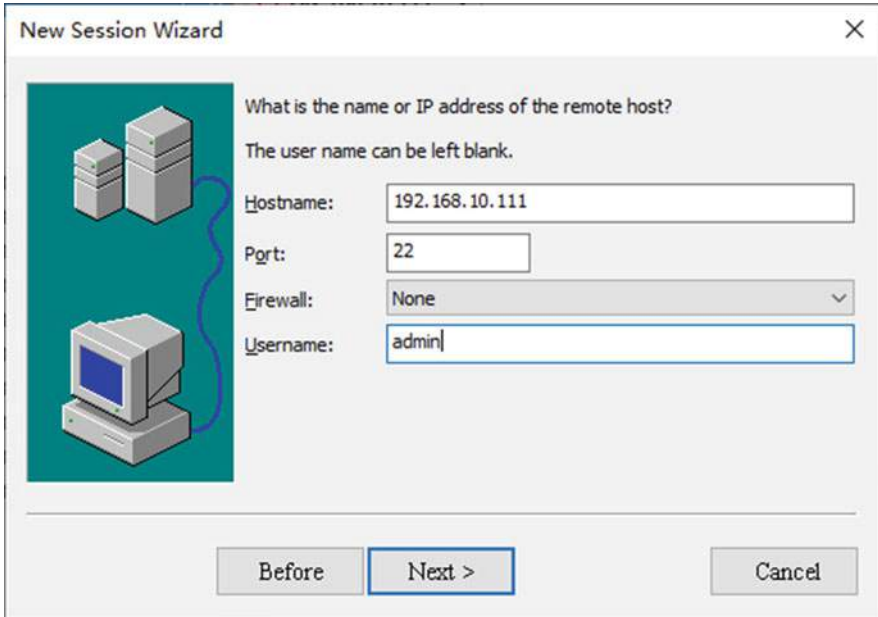 New Session Wizard
What is the name or IP address of the remote host?
The user name can be left blank.
Hostname: 192.168.10.111
Port: 22
Firewall: None
Username: admin
Before Next > Cancel